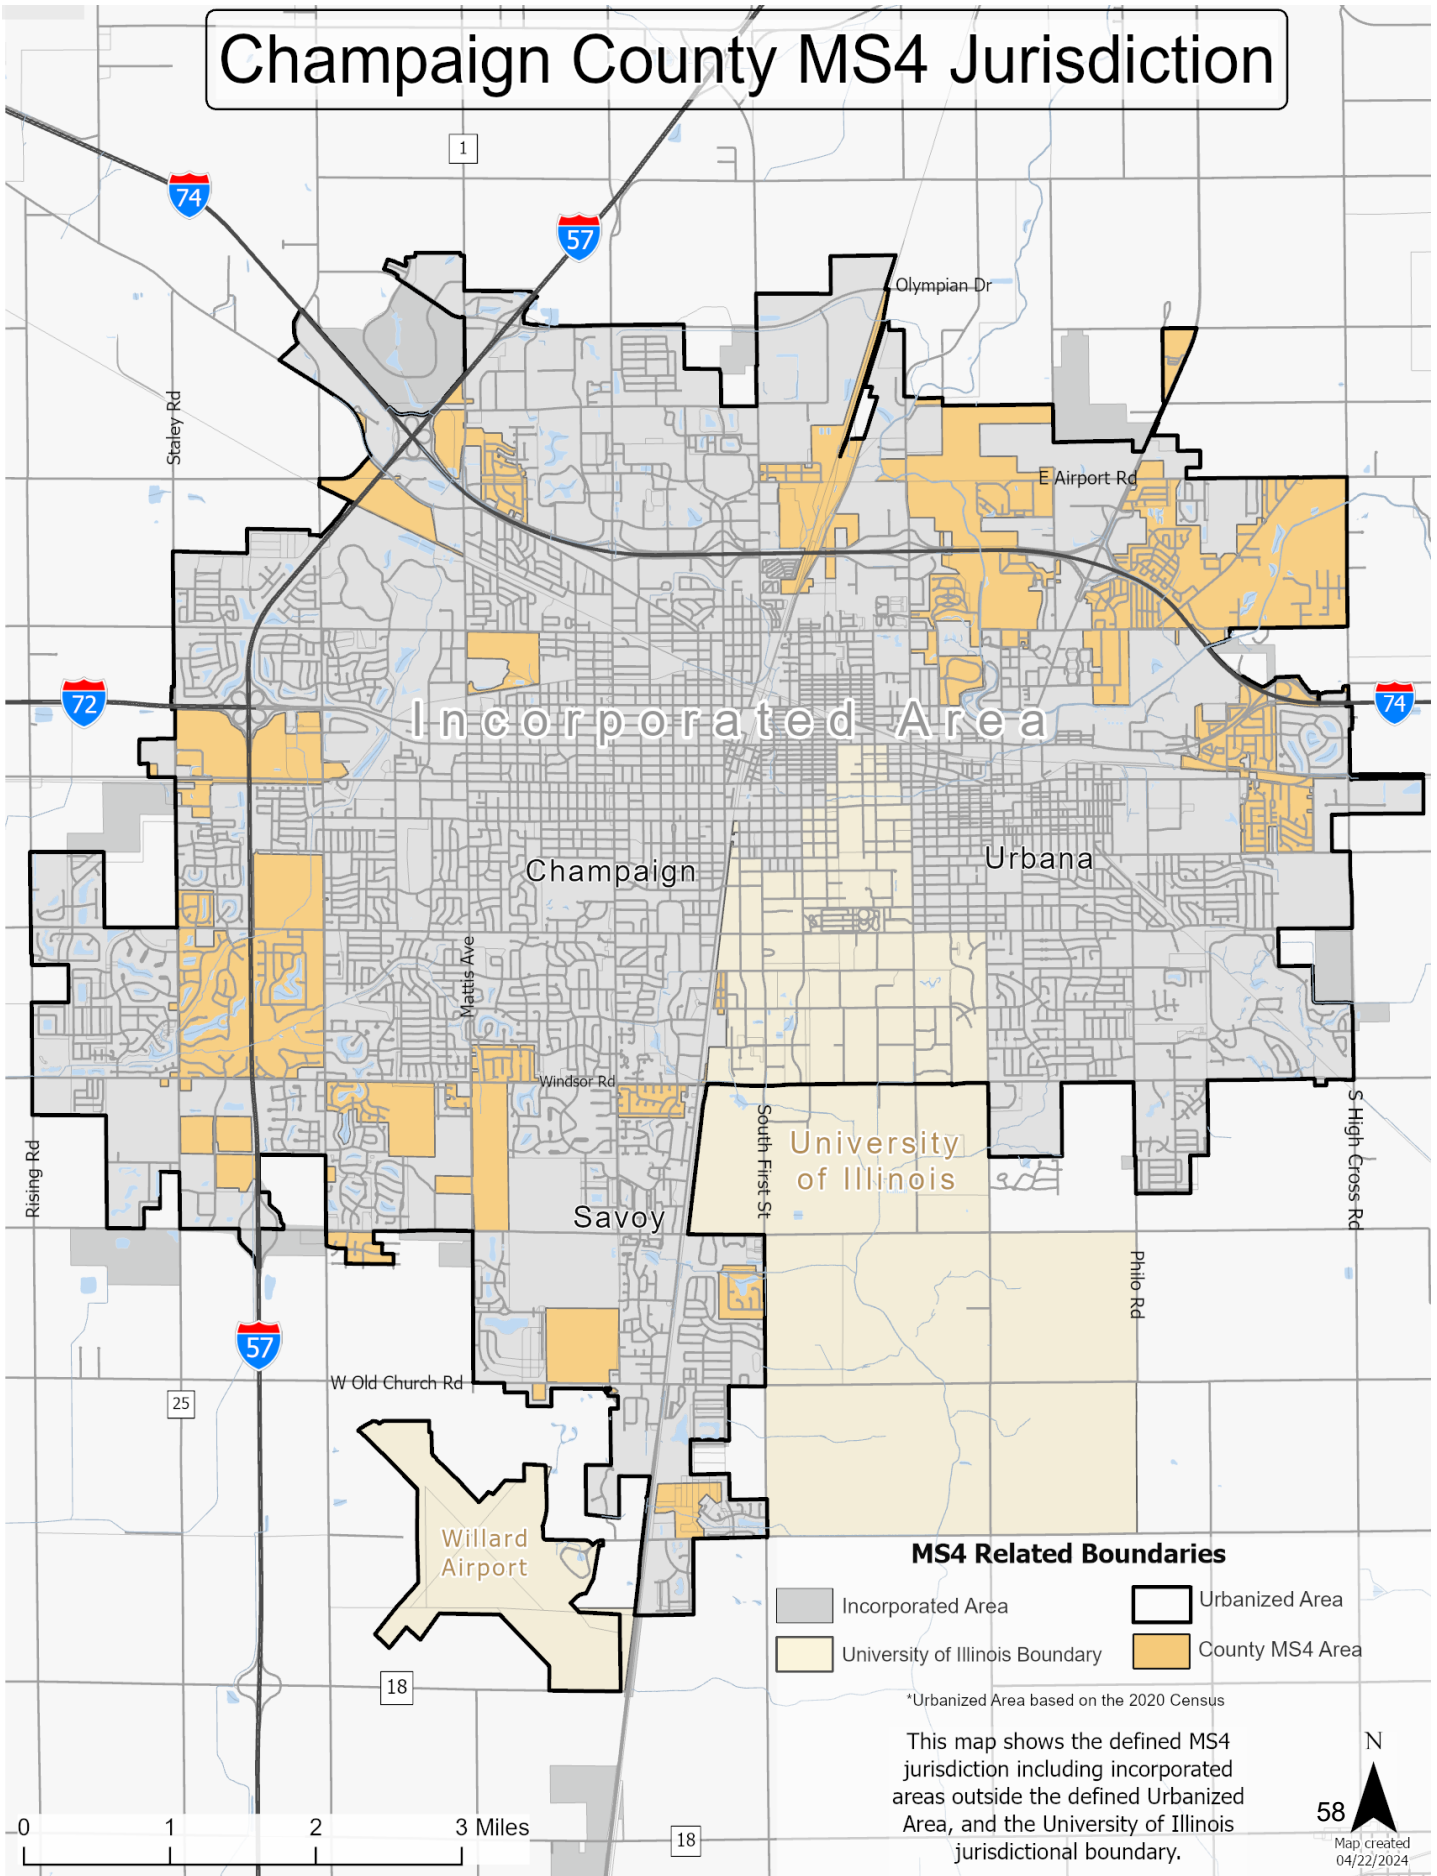 Champaign County MS4 Jurisdiction
1
74
57
Olympian Dr
Staley Rd
E Airport Rd
72
74
Incorporated Area
Champaign
Urbana
Mattis Ave
Windsor Rd
South First St
University
of Illinois
S High Cross Rd
Rising Rd
Savoy
Philo Rd
57
W Old Church Rd
25
Willard
Airport
MS4 Related Boundaries
Incorporated Area
Urbanized Area
University of Illinois Boundary
County MS4 Area
*Urbanized Area based on the 2020 Census
18
This map shows the defined MS4
jurisdiction including incorporated
areas outside the defined Urbanized
Area, and the University of Illinois
jurisdictional boundary.
N
58
Map created
04/22/2024
0 1 2 3 Miles
18